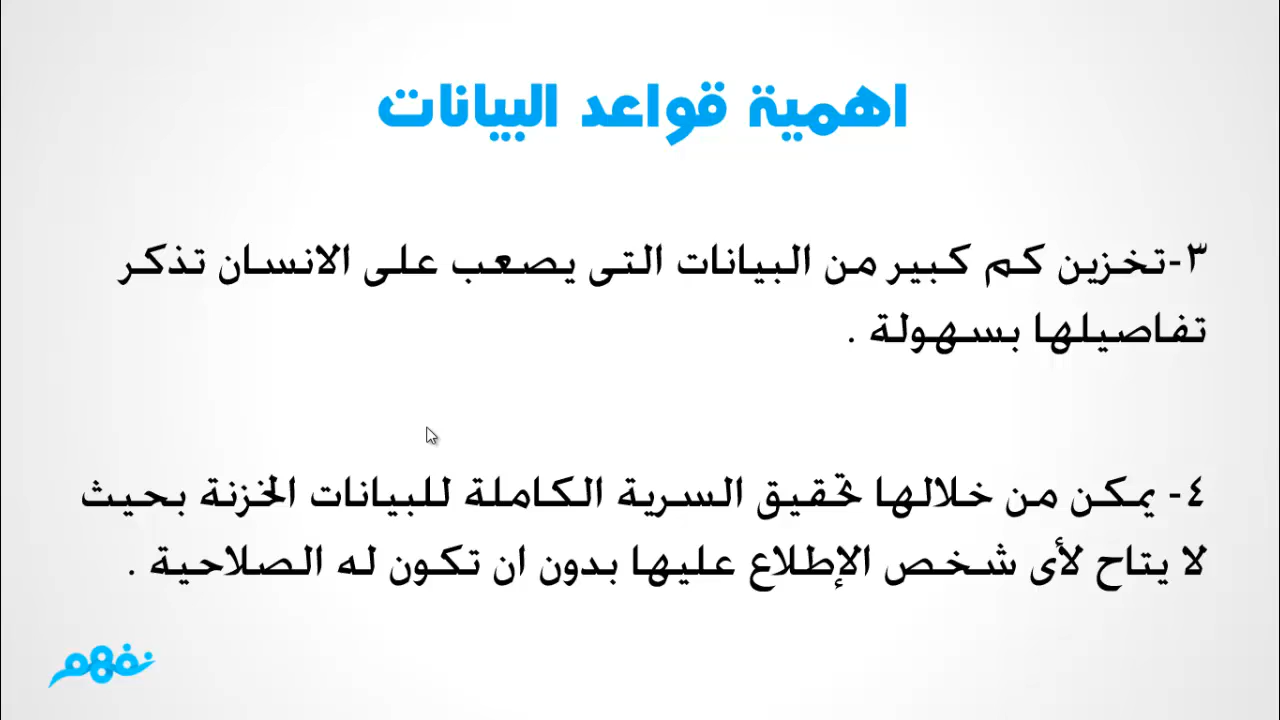 اهمية قواعد البيانات
٣-تخزين كم كبير من البيانات التى يصعب على الانسان تذكر
تفاصيلها بسهولة .
٤- يمكن من خلالها تحقيق السرية الكاملة للبيانات الخزنة بحيث
لا يتاح لأى شخص الإطلاع عليها بدون ان تكون له الصلاحية .
نفهم